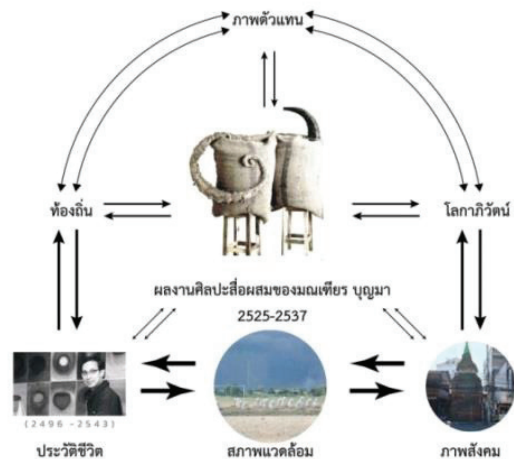 ภาพตัวแทน
ท้องถิ่น
โลกาภิวัตน์
ผลงานศิลปะสื่อผสมของมณเฑียร บุญมา
2525-2537
(2496 -2543)
ประวัติชีวิต
สภาพแวดล้อม
ภาพสังคม